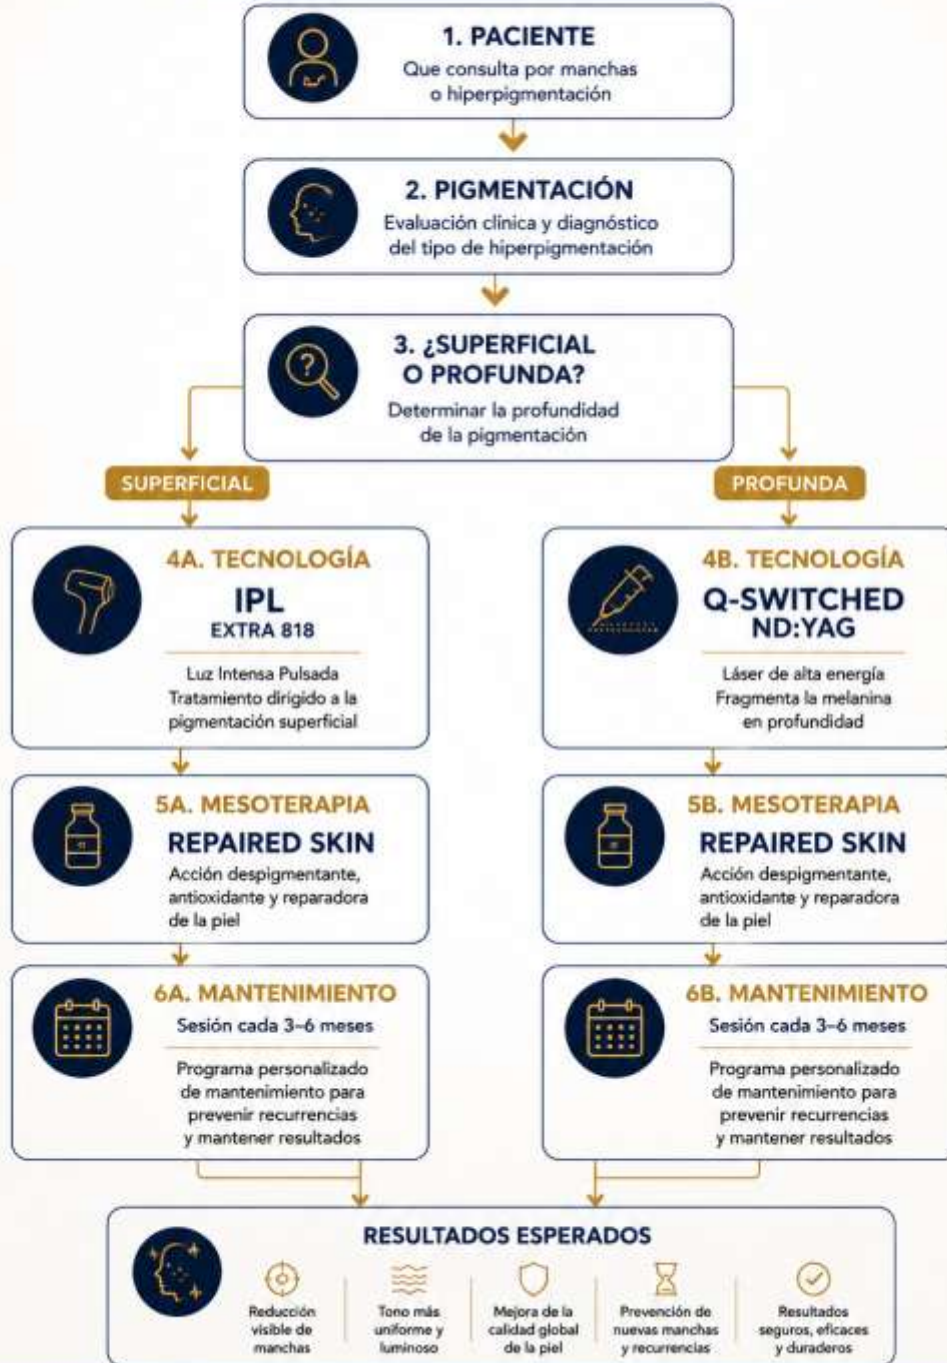 1. PACIENTE
Que consulta por manchas
o hiperpigmentación
2. PIGMENTACIÓN
Evaluación clínica y diagnóstico
del tipo de hiperpigmentación
?
3. ¿SUPERFICIAL
O PROFUNDA?
Determinar la profundidad
de la pigmentación
SUPERFICIAL
PROFUNDA
4A. TECNOLOGÍA
IPL
EXTRA 818
Luz Intensa Pulsada
Tratamiento dirigido a la
pigmentación superficial
4B. TECNOLOGÍA
Q-SWITCHED
ND:YAG
Láser de alta energía
Fragmenta la melanina
en profundidad
5A. MESOTERAPIA
REPAIRED SKIN
Acción despigmentante,
antioxidante y reparadora
de la piel
5B. MESOTERAPIA
REPAIRED SKIN
Acción despigmentante,
antioxidante y reparadora
de la piel
6A. MANTENIMIENTO
Sesión cada 3–6 meses
Programa personalizado
de mantenimiento para
prevenir recurrencias
y mantener resultados
6B. MANTENIMIENTO
Sesión cada 3–6 meses
Programa personalizado
de mantenimiento para
prevenir recurrencias
y mantener resultados
RESULTADOS ESPERADOS
Reducción
visible de
manchas
Tono más
uniforme y
luminoso
Mejora de la
calidad global
de la piel
Prevención de
nuevas manchas
y recurrencias
Resultados
seguros, eficaces
y duraderos